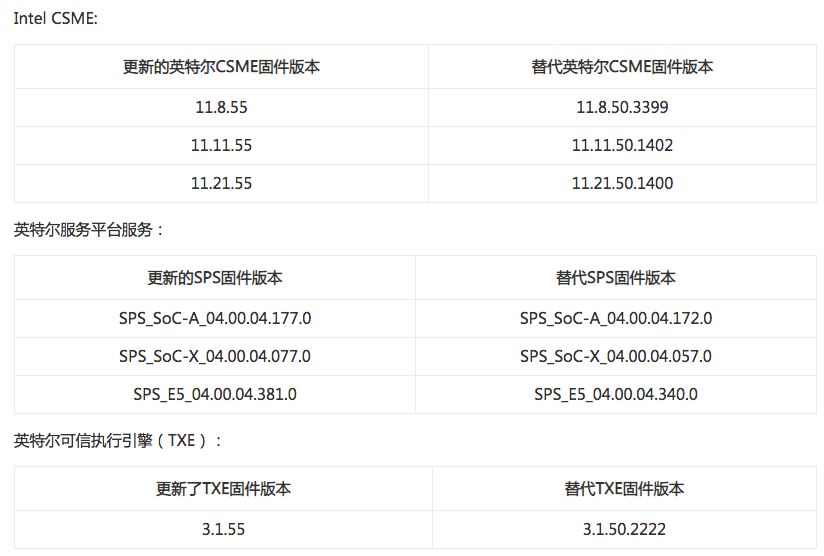 Intel CSME:
更新的英特尔CSME固件版本 替代英特尔CSME固件版本
11.8.55 11.8.50.3399
11.11.55 11.11.50.1402
11.21.55 11.21.50.1400
英特尔服务平台服务：
更新的SPS固件版本 替代SPS固件版本
SPS_SoC-A_04.00.04.177.0 SPS_SoC-A_04.00.04.172.0
SPS_SoC-X_04.00.04.077.0 SPS_SoC-X_04.00.04.057.0
SPS_E5_04.00.04.381.0 SPS_E5_04.00.04.340.0
英特尔可信执行引擎（TXE）：
更新了TXE固件版本 替代TXE固件版本
3.1.55 3.1.50.2222